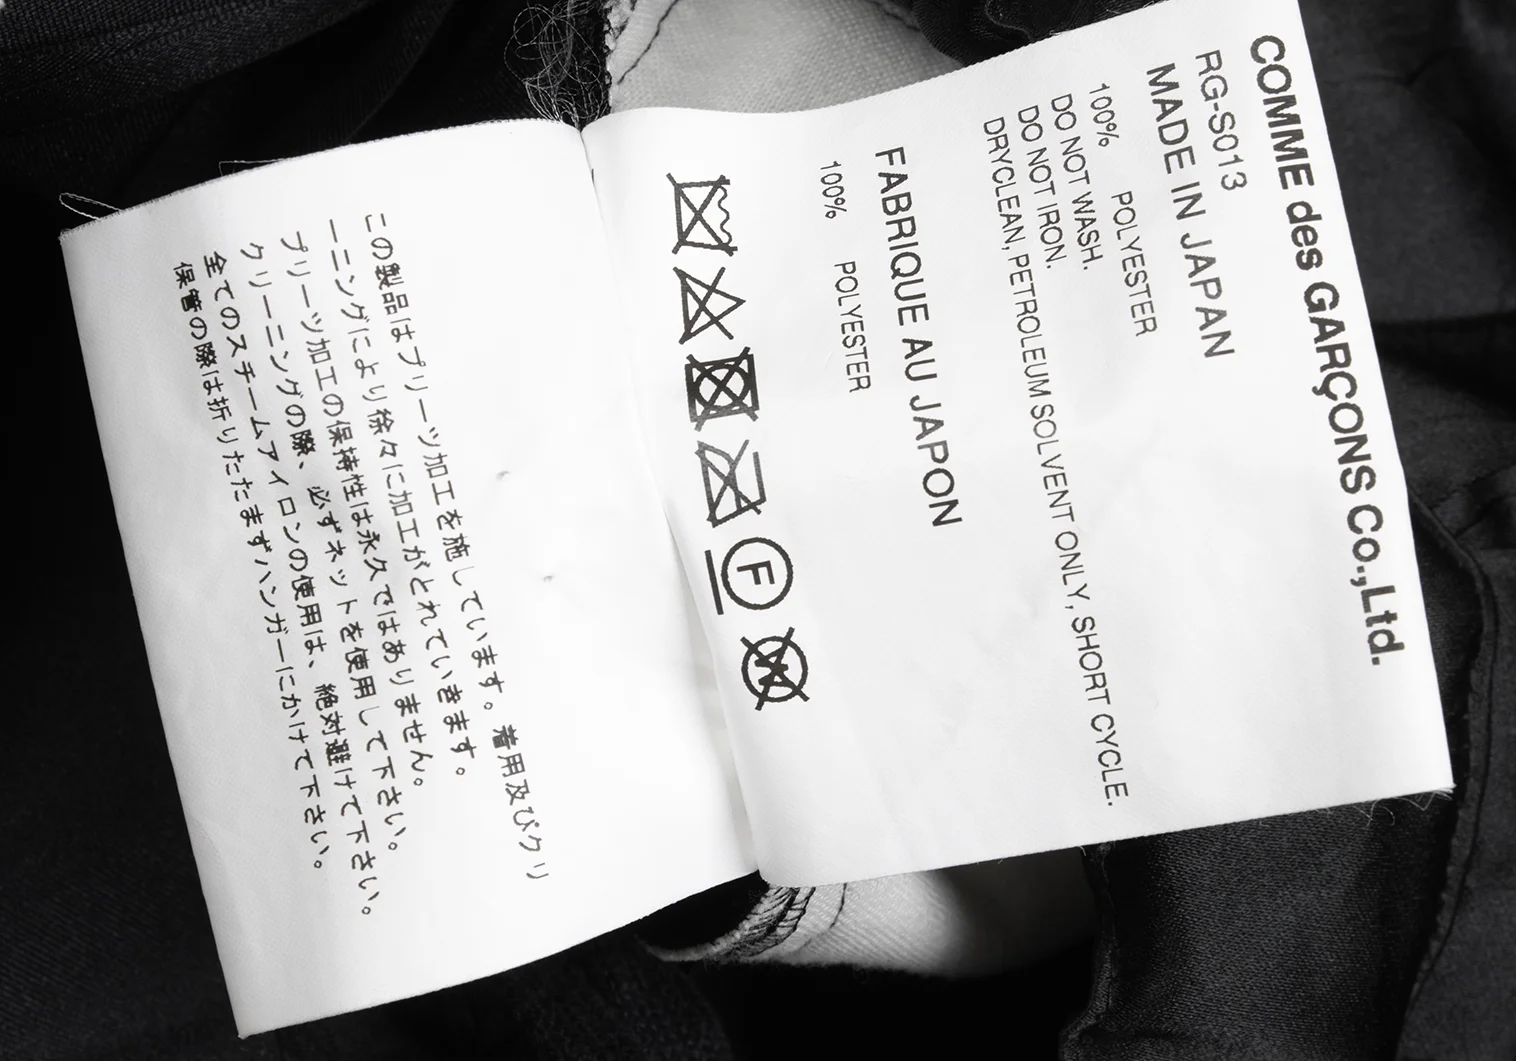 COMME des GARÇONS Co.,Ltd.
RG-S013
MADE IN JAPAN
100% POLYESTER
DO NOT WASH.
DO NOT IRON.
DRYCLEAN, PETROLEUM SOLVENT ONLY, SHORT CYCLE.
FABRIQUE AU JAPON
100% POLYESTER
F
W
この製品はプリーツ加工を施しています。着用及びクリ
ーニングにより徐々に加工がとれていきます。
プリーツ加工の保持性は永久ではありません。
クリーニングの際、必ずネットを使用して下さい。
全てのスチームアイロンの使用は、絶対避けて下さい。
保管の際は折りたたまずハンガーにかけて下さい。